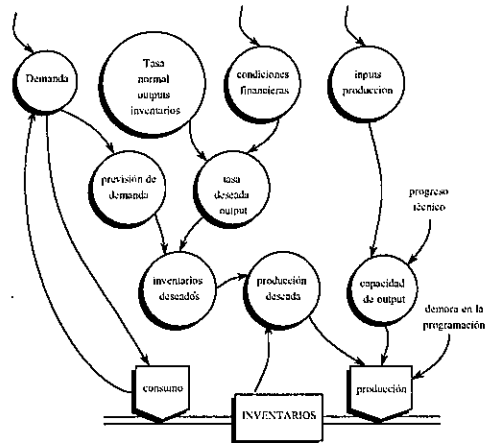 Demanda
Tasa
normal
outputs
inventarios
condiciones
financieras
inputs
producción
previsión de
demanda
tasa
deseada
output
progreso
técnico
inventarios
deseados
producción
deseada
capacidad
de output
demora en la
programación
consumo
INVENTARIOS
producción